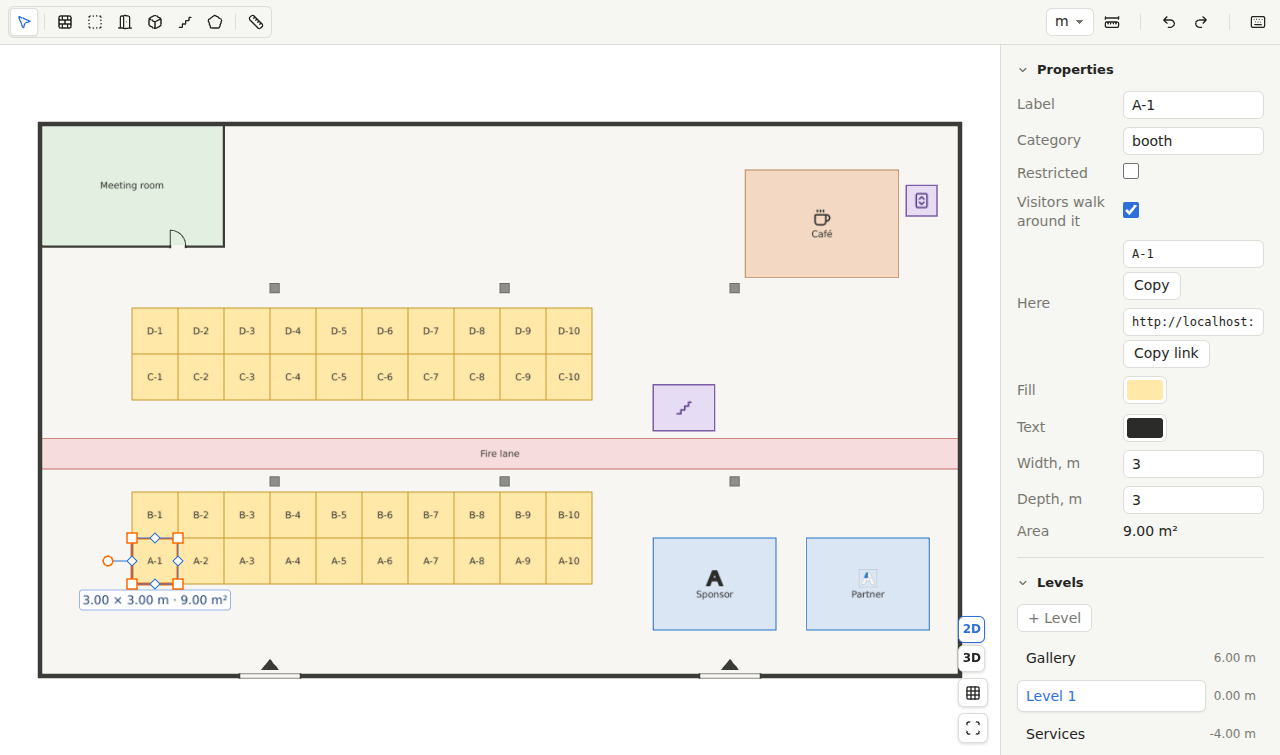 m
Properties
Label
A-1
Category
booth
Restricted
Visitors walk
around it
Here
A-1
Copy
http://localhost:
Copy link
Fill
Text
Width, m
3
Depth, m
3
Area
9.00 m²
Levels
+ Level
Gallery
6.00 m
Level 1
0.00 m
Services
-4.00 m
Meeting room
Café
D-1 D-2 D-3 D-4 D-5 D-6 D-7 D-8 D-9 D-10
C-1 C-2 C-3 C-4 C-5 C-6 C-7 C-8 C-9 C-10
Fire lane
B-1 B-2 B-3 B-4 B-5 B-6 B-7 B-8 B-9 B-10
A-1 A-2 A-3 A-4 A-5 A-6 A-7 A-8 A-9 A-10
3.00 × 3.00 m · 9.00 m²
A
Sponsor
Partner
2D
3D